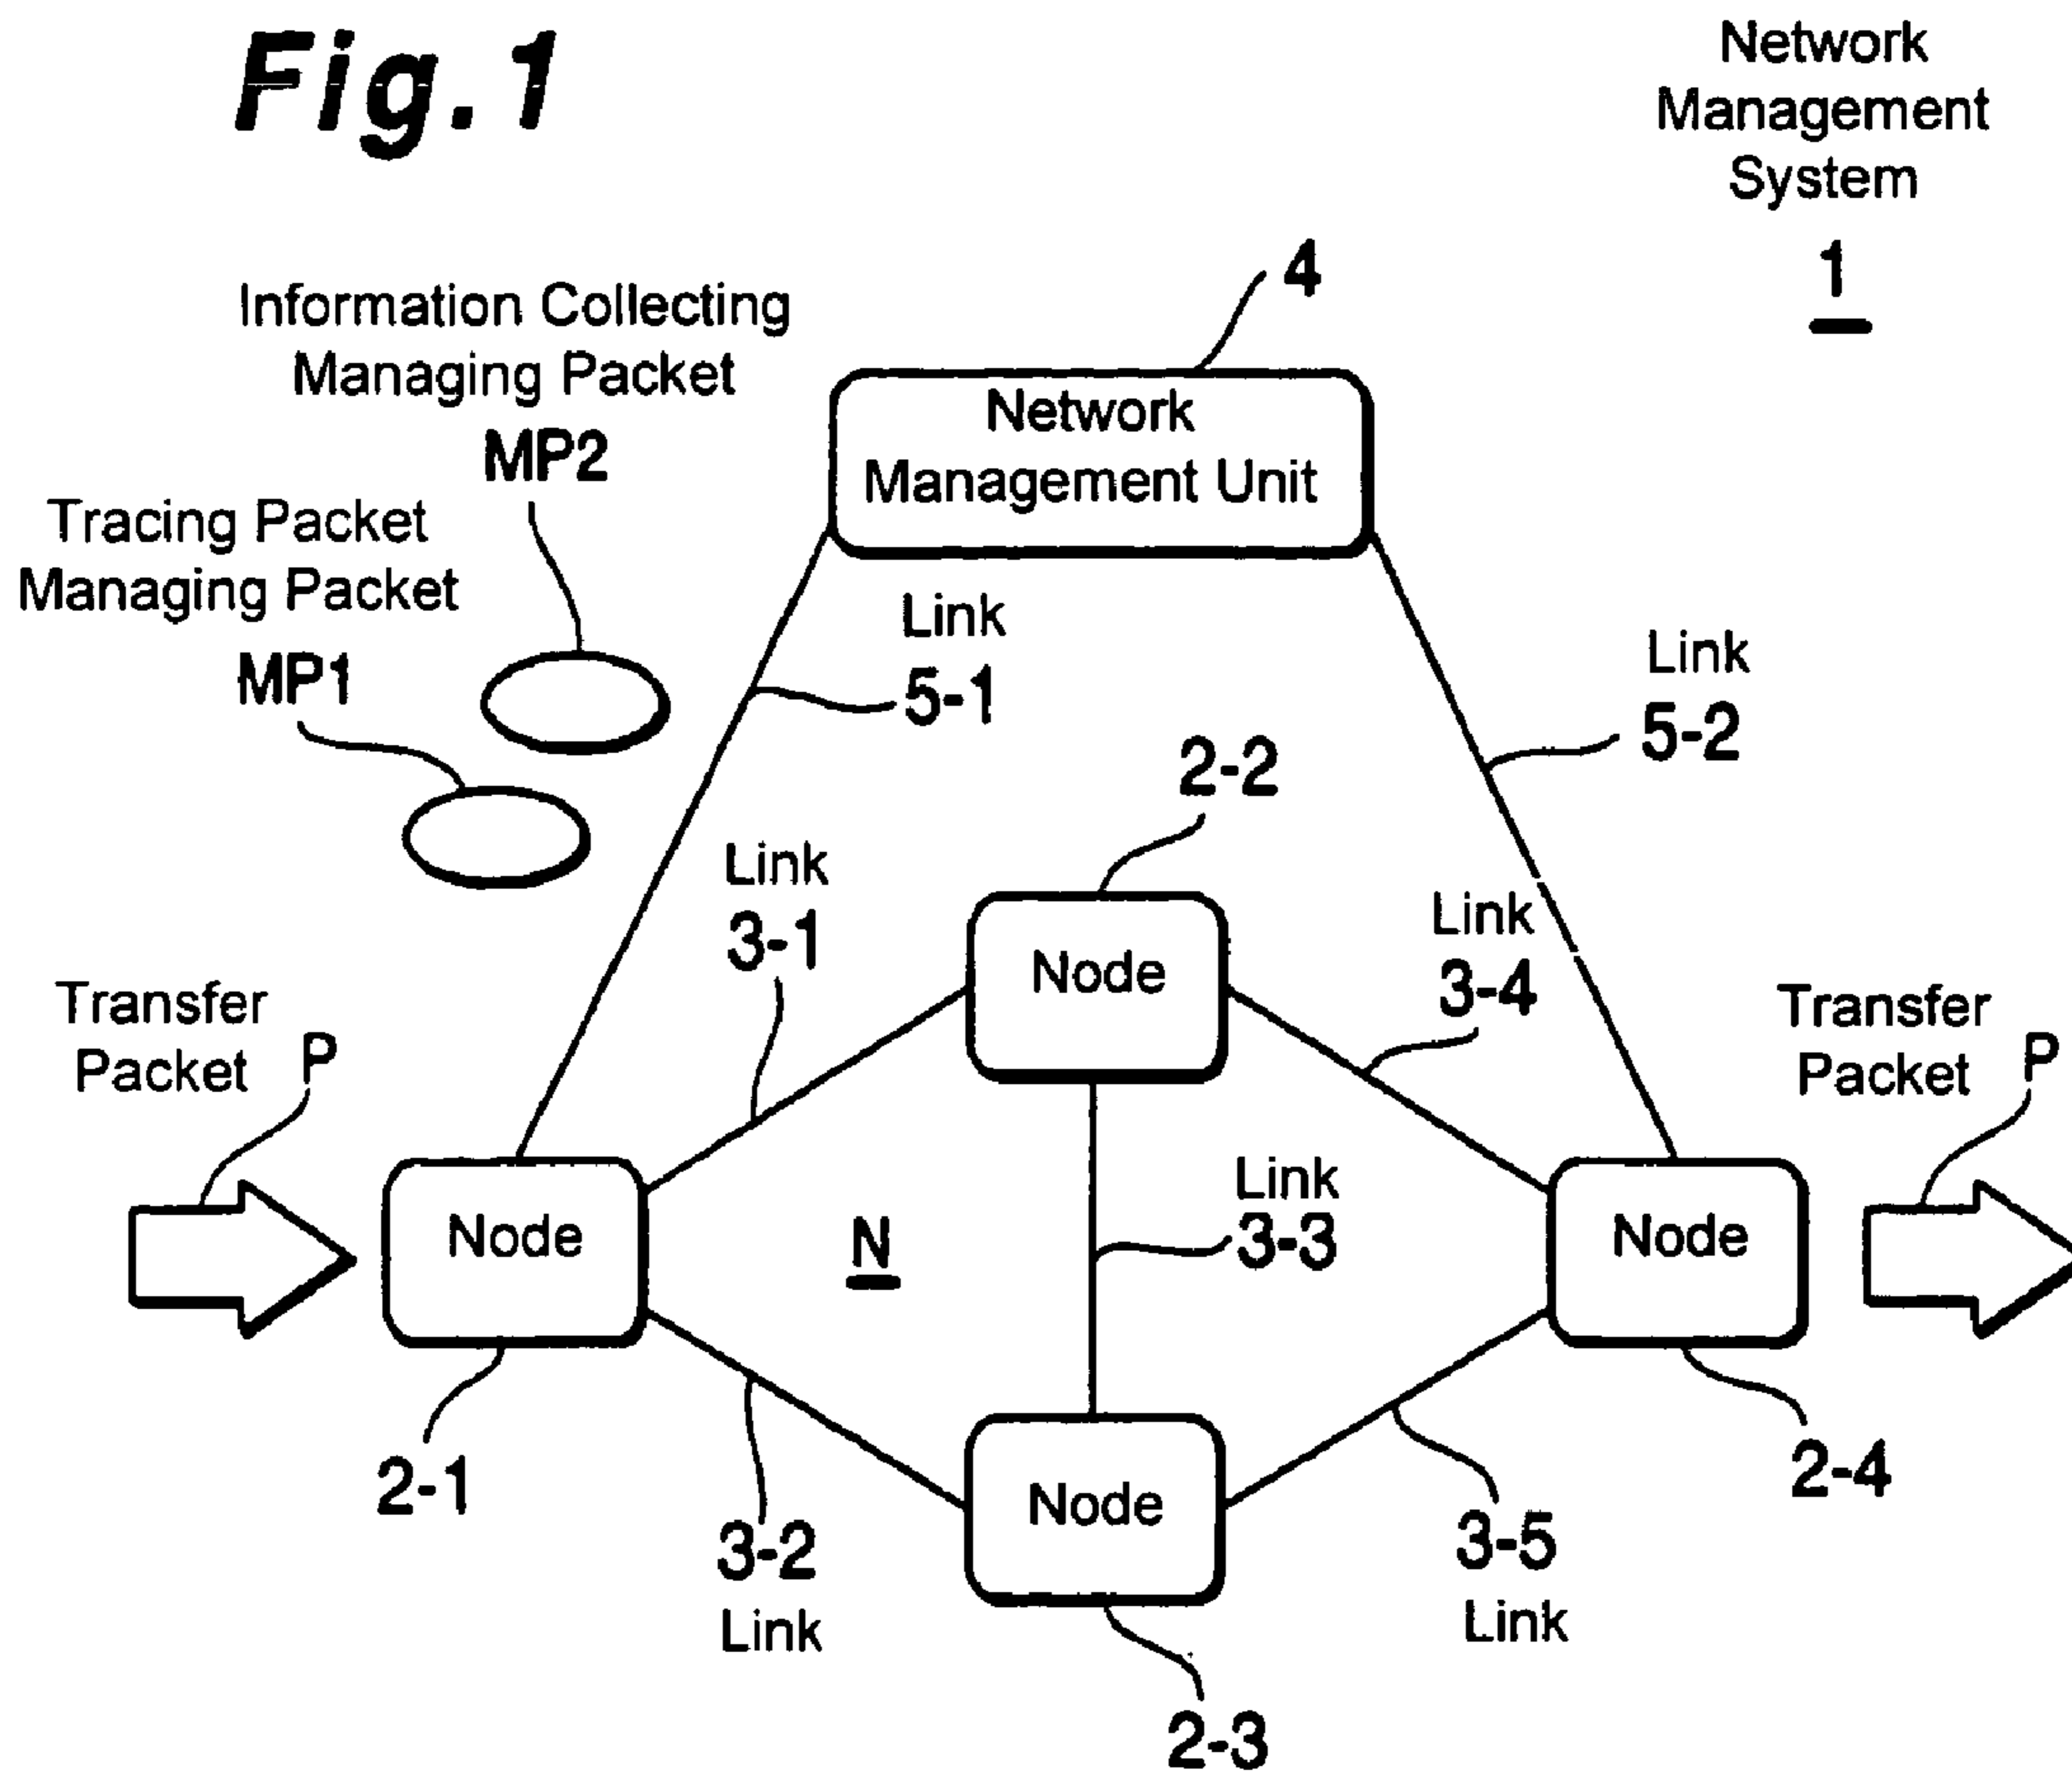 Fig. 1
Network
Management
System
1
4
Information Collecting
Managing Packet
MP2
Network
Management Unit
Tracing Packet
Managing Packet
MP1
Link
5-1
Link
5-2
2-2
Link
3-1
Node
Link
3-4
Transfer
Packet P
Transfer
Packet P
Node
N
Link
3-3
Node
2-1
3-2
Link
Node
3-5
Link
2-4
2-3